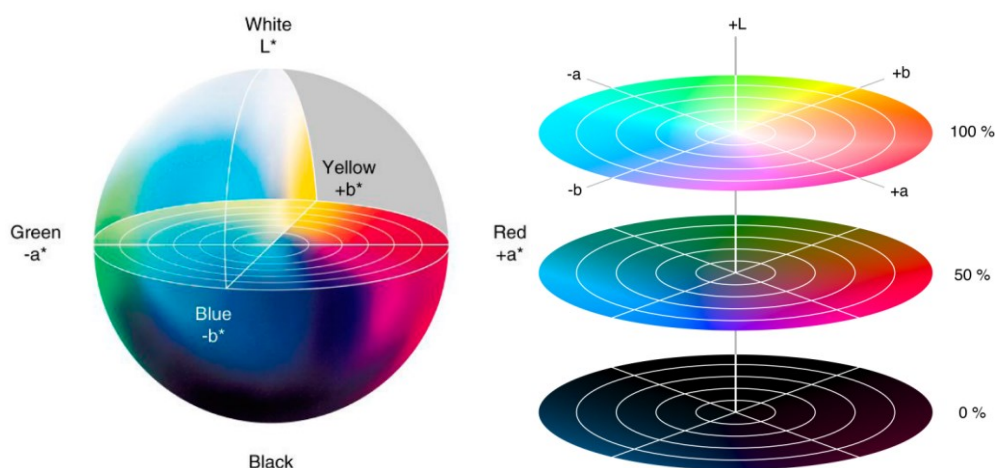 White
L*
Yellow
+b*
Green
-a*
Red
+a*
Blue
-b*
Black
+L
-a
+b
100 %
-b
+a
50 %
0 %